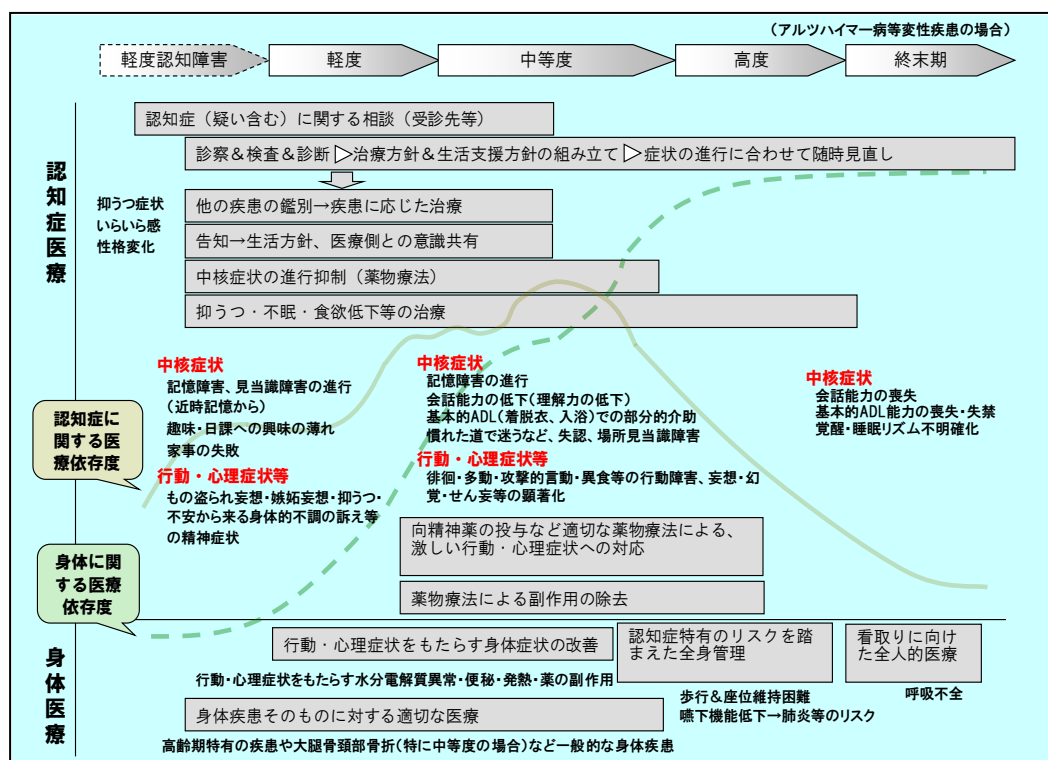 (アルツハイマー病等変性疾患の場合)
軽度認知障害
軽度
中等度
高度
終末期
認知症医療
認知症（疑い含む）に関する相談（受診先等）
診察＆検査＆診断▷治療方針＆生活支援方針の組み立て▷症状の進行に合わせて随時見直し
抑うつ症状
いらいら感
性格変化
他の疾患の鑑別→疾患に応じた治療
告知→生活方針、医療側との意識共有
中核症状の進行抑制（薬物療法）
抑うつ・不眠・食欲低下等の治療
中核症状
記憶障害、見当識障害の進行
(近時記憶から)
趣味・日課への興味の薄れ
家事の失敗
行動・心理症状等
もの盗られ妄想・嫉妬妄想・抑うつ・
不安から来る身体的不調の訴え等
の精神症状
中核症状
記憶障害の進行
会話能力の低下(理解力の低下)
基本的ADL(着脱衣、入浴)での部分的介助
慣れた道で迷うなど、失認、場所見当識障害
行動・心理症状等
徘徊・多動・攻撃的言動・異食等の行動障害、妄想・幻
覚・せん妄等の顕著化
中核症状
会話能力の喪失
基本的ADL能力の喪失・失禁
覚醒・睡眠リズム不明確化
認知症に
関する医
療依存度
向精神薬の投与など適切な薬物療法による、
激しい行動・心理症状への対応
薬物療法による副作用の除去
身体に関
する医療
依存度
身体医療
行動・心理症状をもたらす身体症状の改善
行動・心理症状をもたらす水分電解質異常・便秘・発熱・薬の副作用
認知症特有のリスクを踏
まえた全身管理
看取りに向け
た全人的医療
歩行＆座位維持困難
嚥下機能低下→肺炎等のリスク
呼吸不全
身体疾患そのものに対する適切な医療
高齢期特有の疾患や大腿骨頚部骨折(特に中等度の場合)など一般的な身体疾患